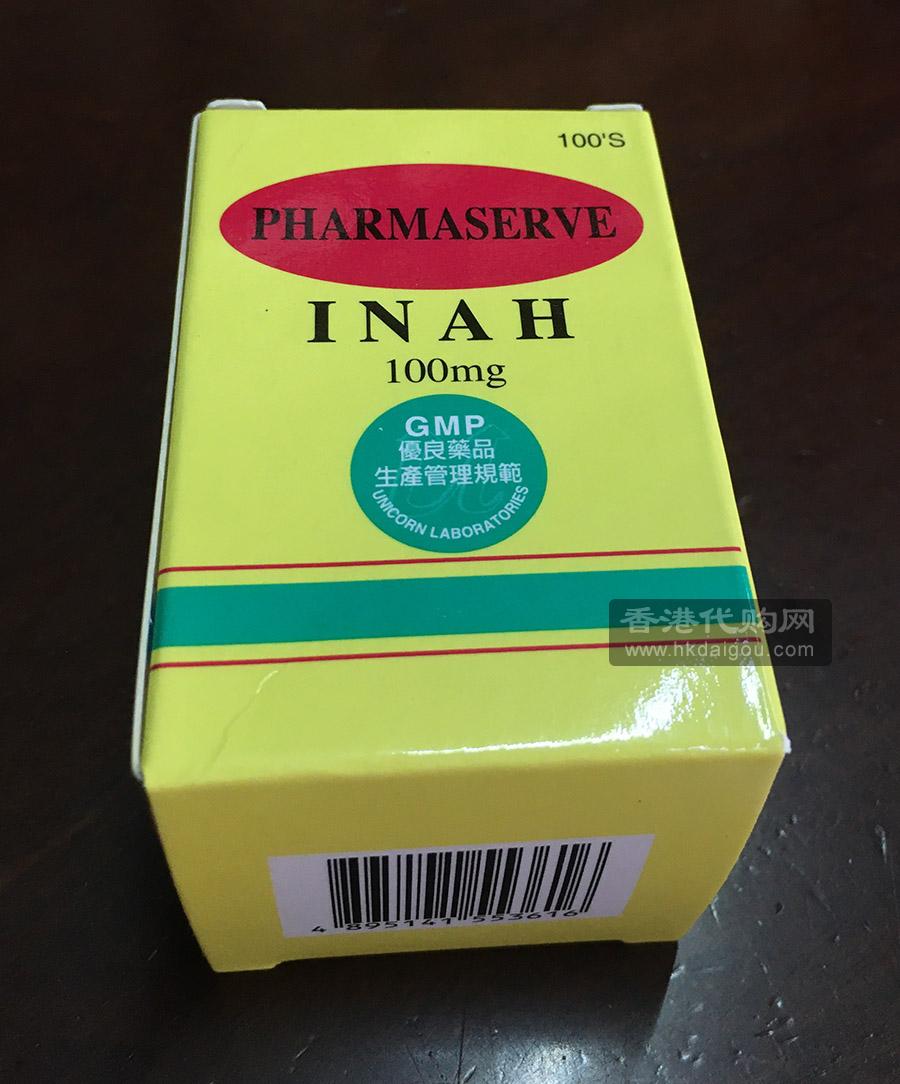 100'S
PHARMASERVE
INAH
100mg
GMP
優良藥品
生產管理規範
UNICORN LABORATORIES
香港代购网
www.hkdaigou.com
4 895141 553616